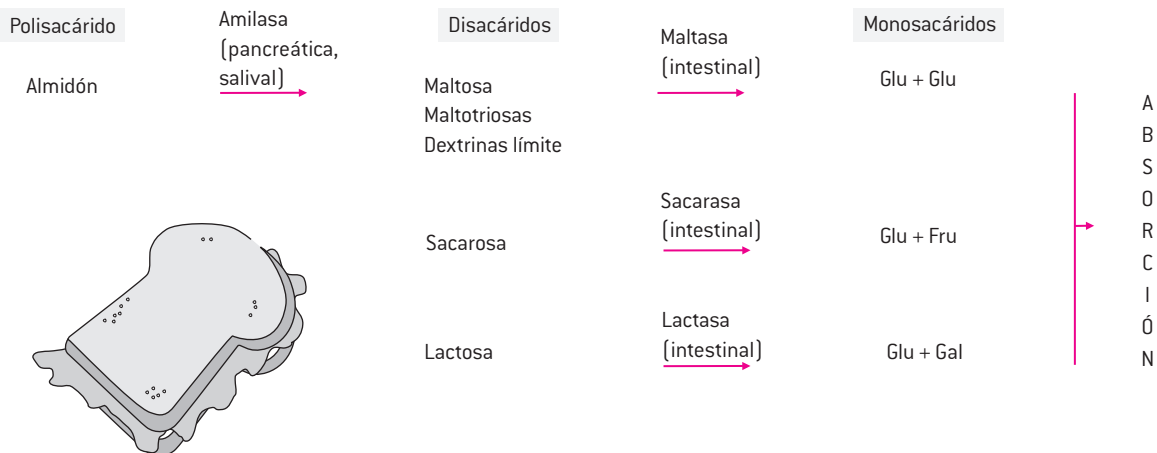 Polisacárido
Amilasa
(pancreática,
salival)
Disacáridos
Maltasa
(intestinal)
Monosacáridos
Almidón
Maltosa
Maltotriosas
Dextrinas límite
Glu + Glu
Sacarosa
Sacarasa
(intestinal)
Glu + Fru
Lactosa
Lactasa
(intestinal)
Glu + Gal
A
B
S
O
R
C
I
Ó
N